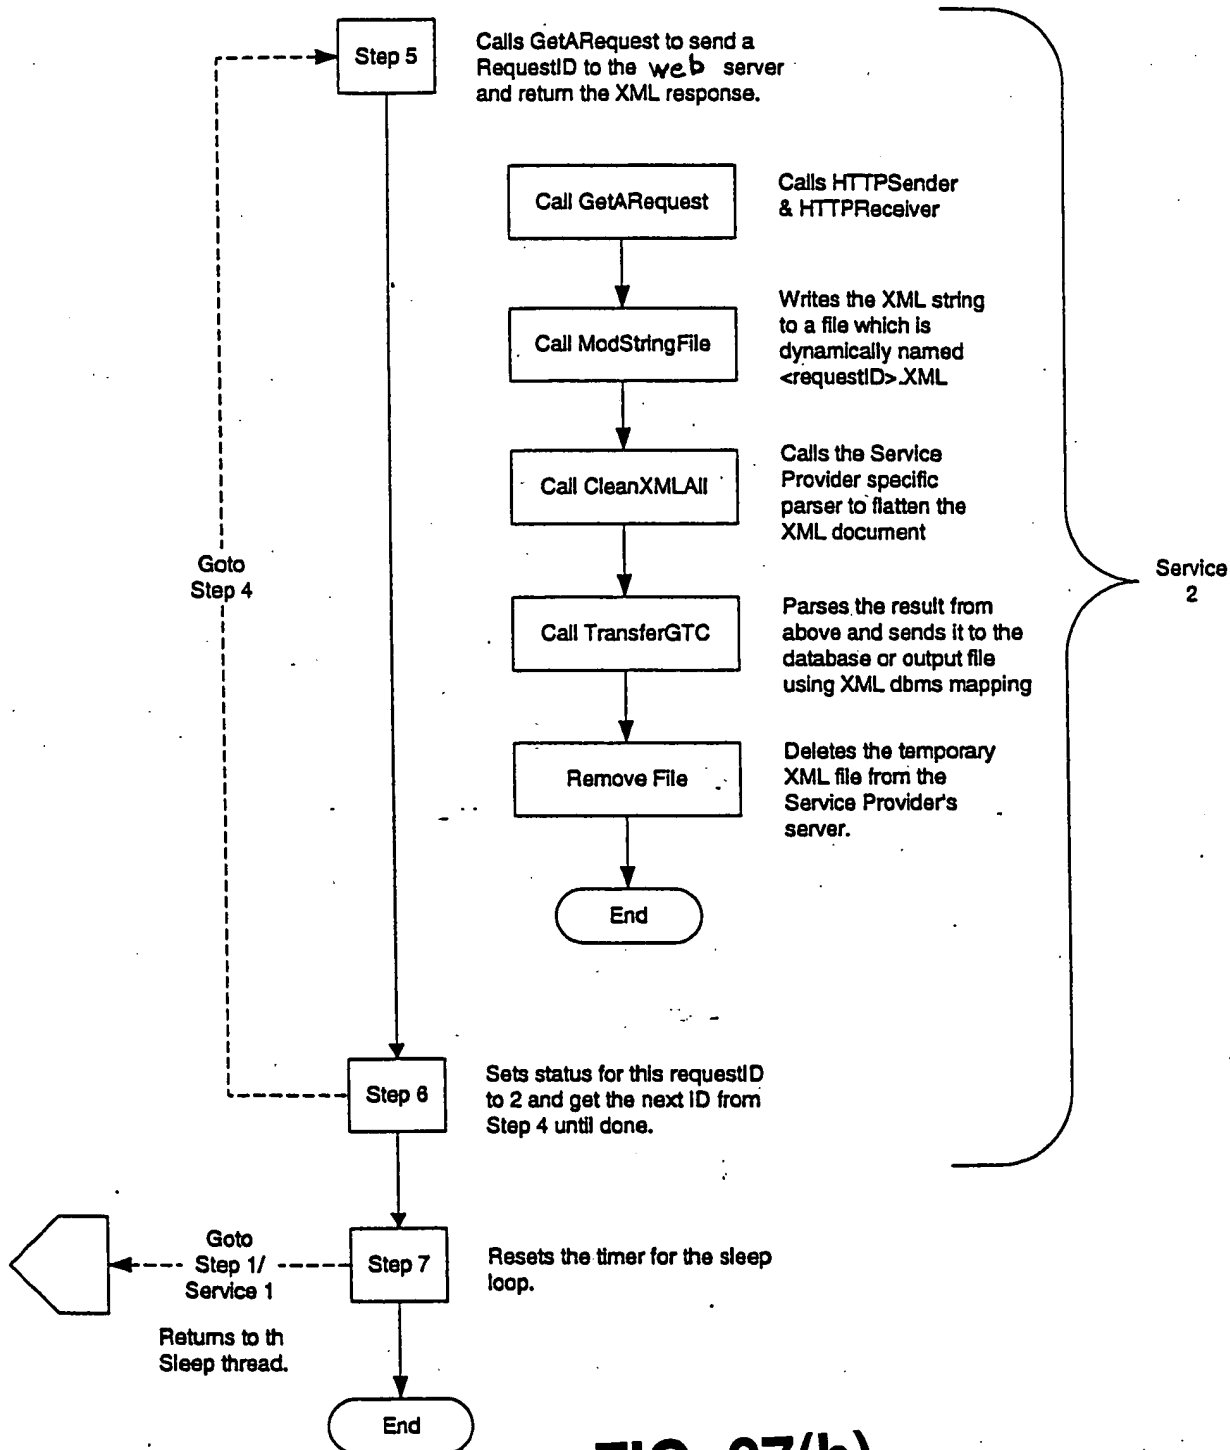 Step 5
Calls GetARequest to send a
RequestID to the web server
and return the XML response.
Call GetARequest
Calls HTTPSender
& HTTPReceiver
Call ModStringFile
Writes the XML string
to a file which is
dynamically named
<requestID>.XML
Call CleanXMLAll
Calls the Service
Provider specific
parser to flatten the
XML document
Goto
Step 4
Service
2
Call TransferGTC
Parses the result from
above and sends it to the
database or output file
using XML dbms mapping
Remove File
Deletes the temporary
XML file from the
Service Provider's
server.
End
Step 6
Sets status for this requestID
to 2 and get the next ID from
Step 4 until done.
Goto
Step 1/
Service 1
Step 7
Resets the timer for the sleep
loop.
Returns to th
Sleep thread.
End
FIG. 27(b)